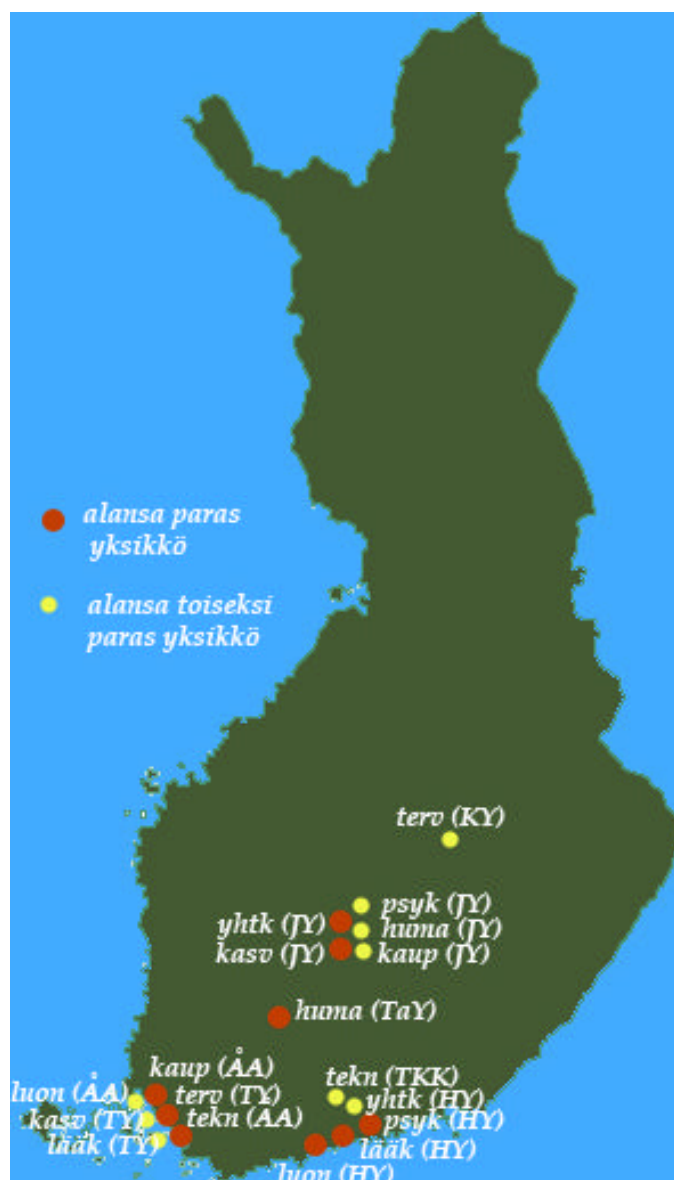 alansa paras
yksikkö
alansa toiseksi
paras yksikkö
terv (KY)
psyk (JY)
yhtk (JY)
huma (JY)
kasv (JY)
kaup (JY)
huma (TaY)
kaup (ÅA)
tekn (TKK)
luon (ÅA)
terv (TY)
yhtk (HY)
kasv (TY)
tekn (AA)
psyk (HY)
lääk (TY)
lääk (HY)
luon (HY)